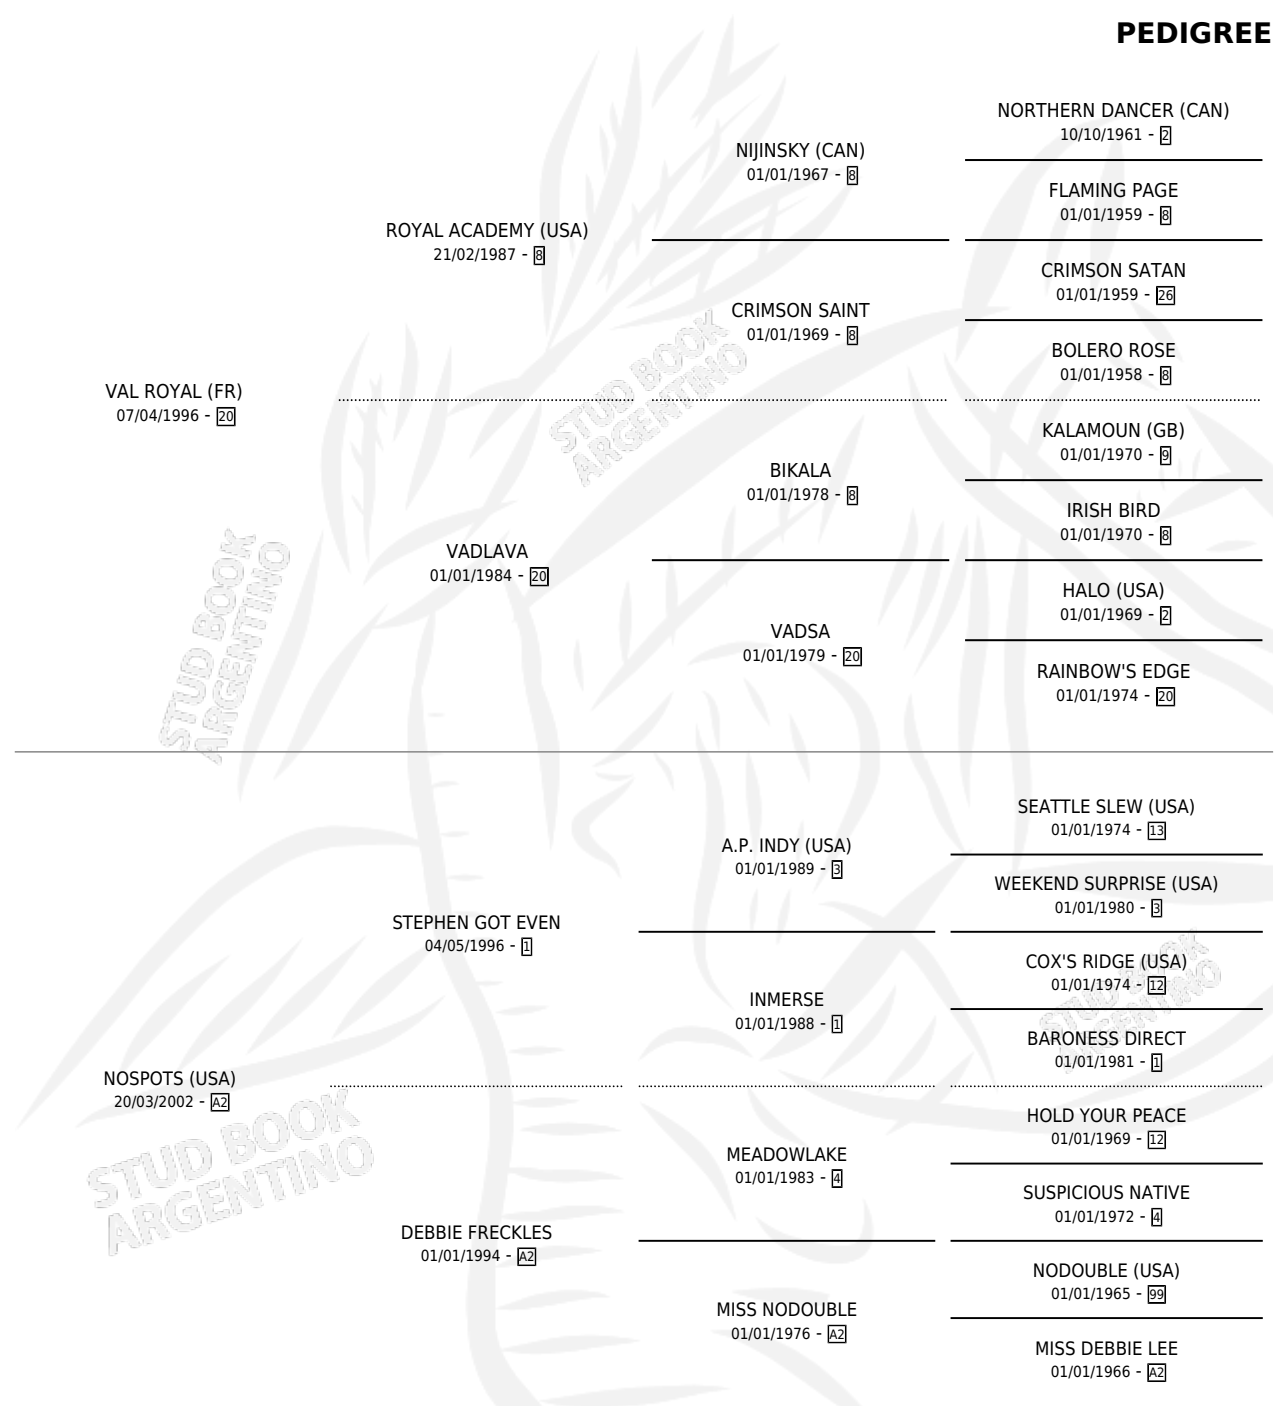 PEDIGREE
NORTHERN DANCER (CAN)
10/10/1961 - 2
NIJINSKY (CAN)
01/01/1967 - 8
FLAMING PAGE
01/01/1959 - 8
ROYAL ACADEMY (USA)
21/02/1987 - 8
CRIMSON SATAN
01/01/1959 - 26
CRIMSON SAINT
01/01/1969 - 8
BOLERO ROSE
01/01/1958 - 8
VAL ROYAL (FR)
07/04/1996 - 20
KALAMOUN (GB)
01/01/1970 - 9
BIKALA
01/01/1978 - 8
IRISH BIRD
01/01/1970 - 8
VADLAVA
01/01/1984 - 20
HALO (USA)
01/01/1969 - 2
VADSA
01/01/1979 - 20
RAINBOW'S EDGE
01/01/1974 - 20
SEATTLE SLEW (USA)
01/01/1974 - 13
A.P. INDY (USA)
01/01/1989 - 3
WEEKEND SURPRISE (USA)
01/01/1980 - 3
STEPHEN GOT EVEN
04/05/1996 - 1
COX'S RIDGE (USA)
01/01/1974 - 12
INMERSE
01/01/1988 - 1
BARONESS DIRECT
01/01/1981 - 1
NOSPOTS (USA)
20/03/2002 - A2
HOLD YOUR PEACE
01/01/1969 - 12
MEADOWLAKE
01/01/1983 - 4
SUSPICIOUS NATIVE
01/01/1972 - 4
DEBBIE FRECKLES
01/01/1994 - A2
NODOUBLE (USA)
01/01/1965 - 99
MISS NODOUBLE
01/01/1976 - A2
MISS DEBBIE LEE
01/01/1966 - A2
STUD BOOK
ARGENTINO
STUD BOOK
ARGENTINO
STUD BOOK
ARGENTINO
STUD BOOK
ARGENTINO